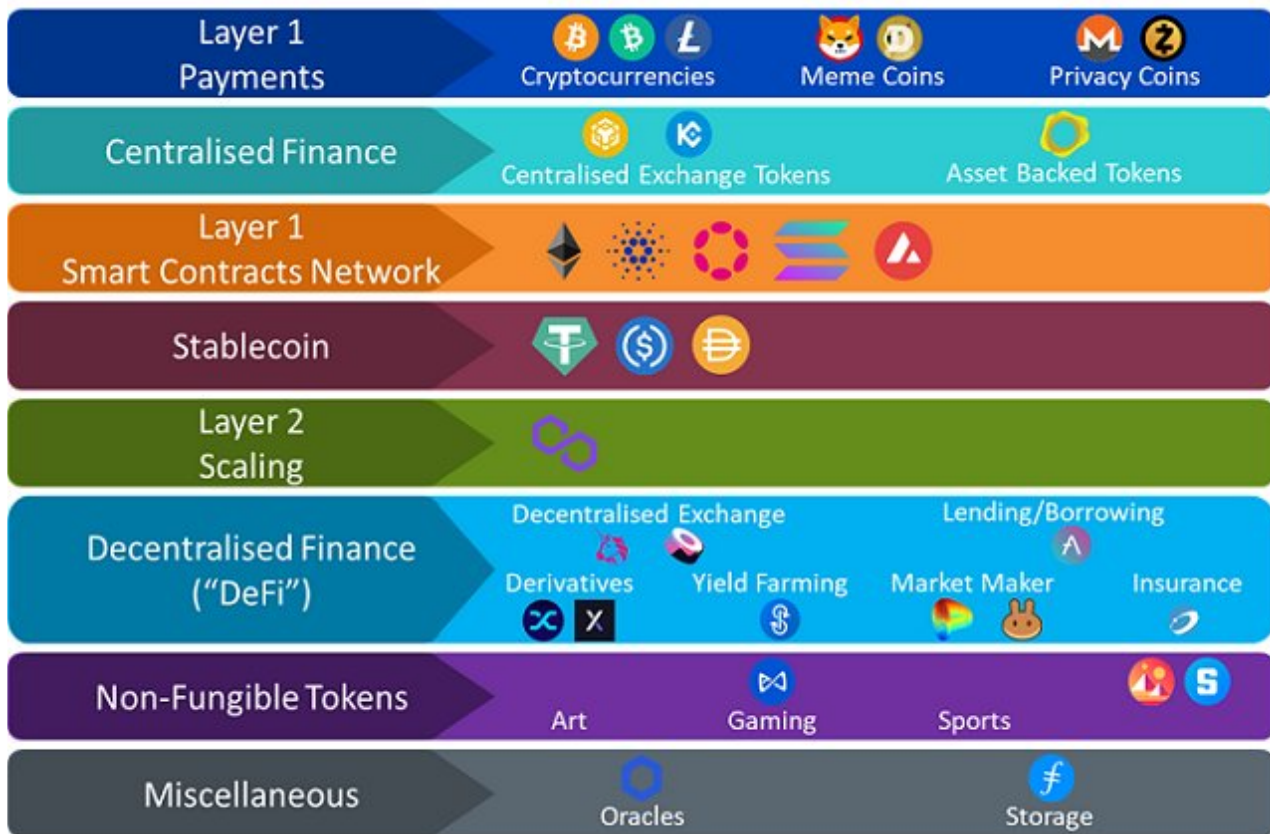 Layer 1
Payments
Cryptocurrencies
Meme Coins
Privacy Coins
Centralised Finance
Centralised Exchange Tokens
Asset Backed Tokens
Layer 1
Smart Contracts Network
Stablecoin
Layer 2
Scaling
Decentralised Finance
(“DeFi”)
Decentralised Exchange
Lending/Borrowing
Derivatives
Yield Farming
Market Maker
Insurance
Non-Fungible Tokens
Art
Gaming
Sports
Miscellaneous
Oracles
Storage